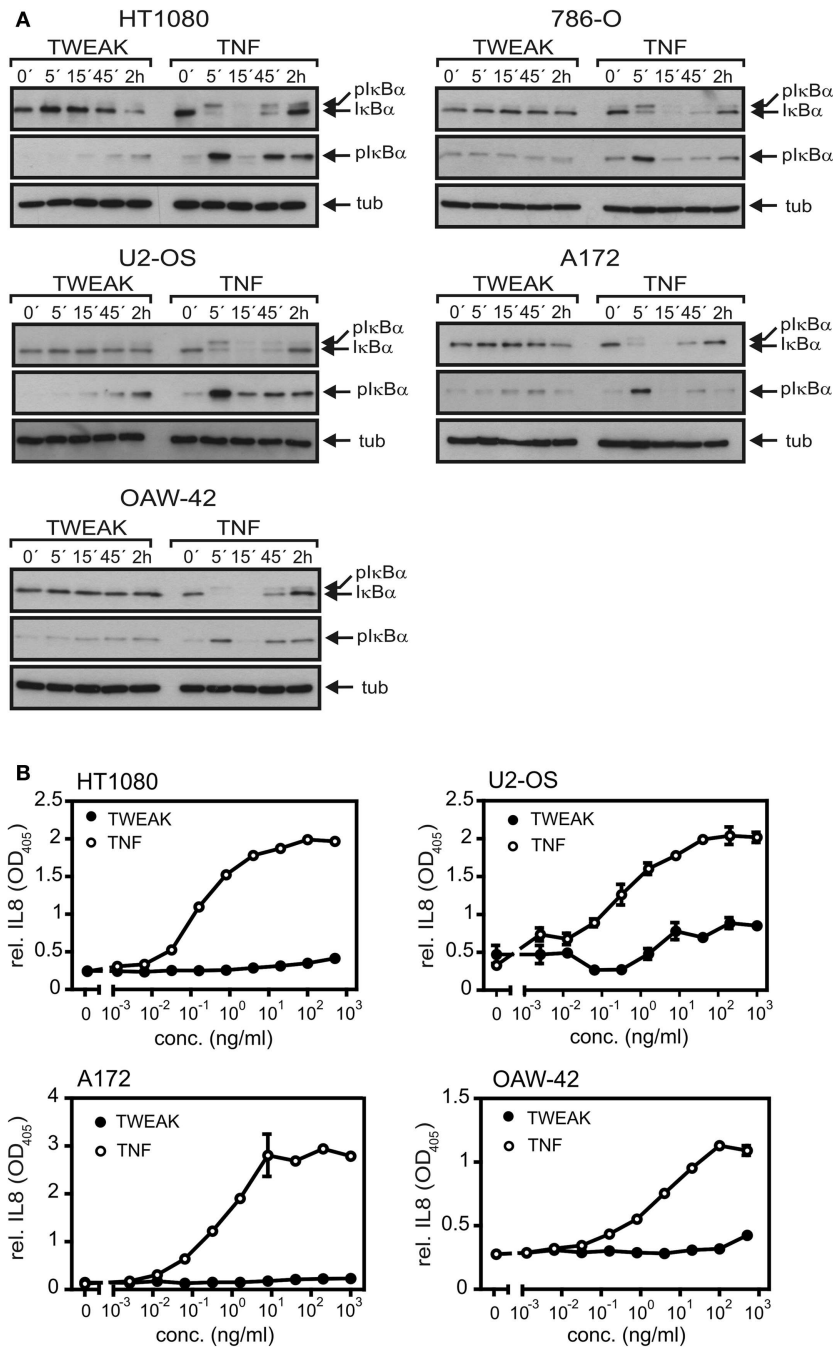 A
HT1080
TWEAK TNF
0´ 5´ 15´ 45´ 2h 0´ 5´ 15´ 45´ 2h
pIκBα
IκBα
pIκBα
tub
786-O
TWEAK TNF
0´ 5´ 15´ 45´ 2h 0´ 5´ 15´ 45´ 2h
pIκBα
IκBα
pIκBα
tub
U2-OS
TWEAK TNF
0´ 5´ 15´ 45´ 2h 0´ 5´ 15´ 45´ 2h
pIκBα
IκBα
pIκBα
tub
A172
TWEAK TNF
0´ 5´ 15´ 45´ 2h 0´ 5´ 15´ 45´ 2h
pIκBα
IκBα
pIκBα
tub
OAW-42
TWEAK TNF
0´ 5´ 15´ 45´ 2h 0´ 5´ 15´ 45´ 2h
pIκBα
IκBα
pIκBα
tub
B
HT1080
rel. IL8 (OD₄₀₅)
2.5
2
1.5
1
0.5
0
TWEAK
TNF
0 10⁻³ 10⁻² 10⁻¹ 10⁰ 10¹ 10² 10³
conc. (ng/ml)
U2-OS
rel. IL8 (OD₄₀₅)
2.5
2
1.5
1
0.5
0
TWEAK
TNF
0 10⁻³ 10⁻² 10⁻¹ 10⁰ 10¹ 10² 10³
conc. (ng/ml)
A172
rel. IL8 (OD₄₀₅)
4
3
2
1
0
TWEAK
TNF
0 10⁻³ 10⁻² 10⁻¹ 10⁰ 10¹ 10² 10³
conc. (ng/ml)
OAW-42
rel. IL8 (OD₄₀₅)
1.5
1
0.5
0
TWEAK
TNF
0 10⁻³ 10⁻² 10⁻¹ 10⁰ 10¹ 10² 10³
conc. (ng/ml)